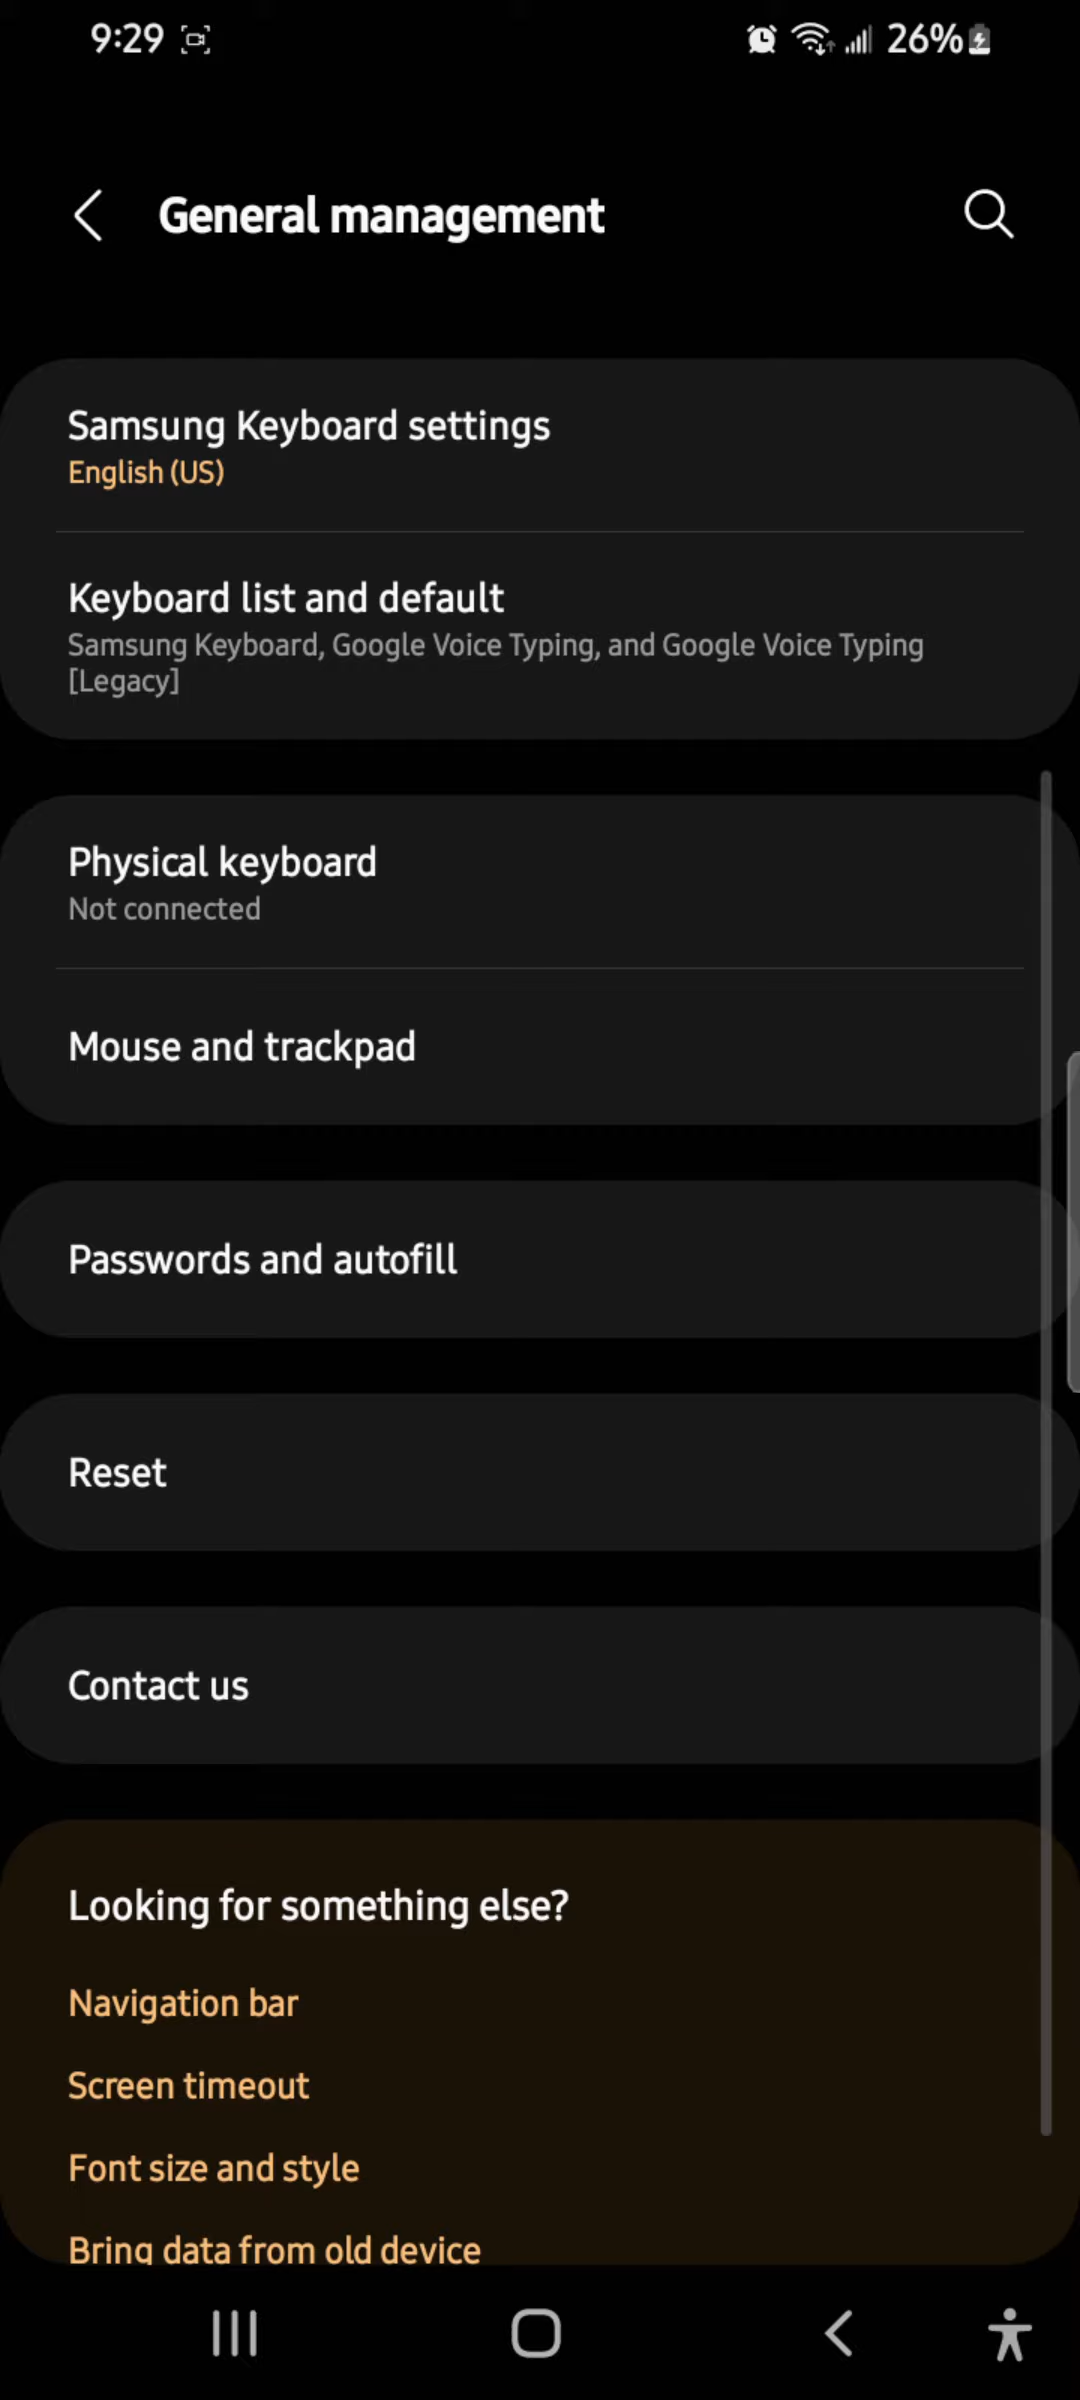 9:29 26%
General management
Samsung Keyboard settings
English (US)
Keyboard list and default
Samsung Keyboard, Google Voice Typing, and Google Voice Typing
[Legacy]
Physical keyboard
Not connected
Mouse and trackpad
Passwords and autofill
Reset
Contact us
Looking for something else?
Navigation bar
Screen timeout
Font size and style
Bring data from old device